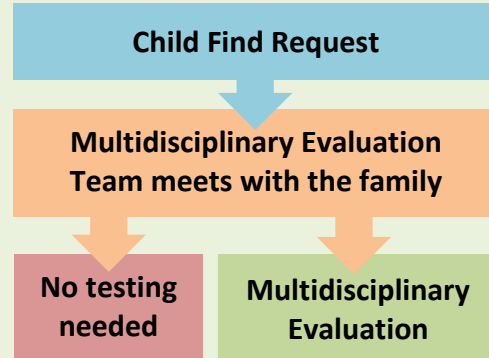 Child Find Request
Multidisciplinary Evaluation
Team meets with the family
No testing
needed
Multidisciplinary
Evaluation